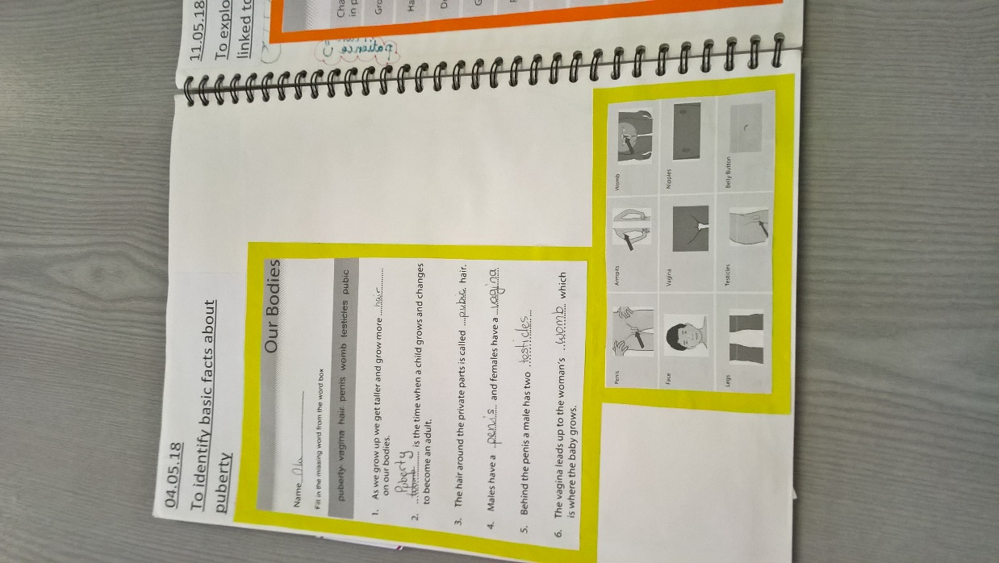 04.05.18
To identify basic facts about
puberty
Our Bodies
Name
Fill in the missing word from the word box
puberty vagina hair penis womb testicles pubic
1. As we grow up we get taller and grow more hair
on our bodies.
Puberty
2. womb is the time when a child grows and changes
to become an adult.
3. The hair around the private parts is called pubic hair.
4. Males have a penis and females have a vagina
5. Behind the penis a male has two testicles
6. The vagina leads up to the woman's womb which
is where the baby grows.
Penis
Armpits
Womb
Face
Vagina
Nipples
Legs
Testicles
Belly Button
11.05.18
To explo
linked to
patience
Cha
in p
Gro
Ha